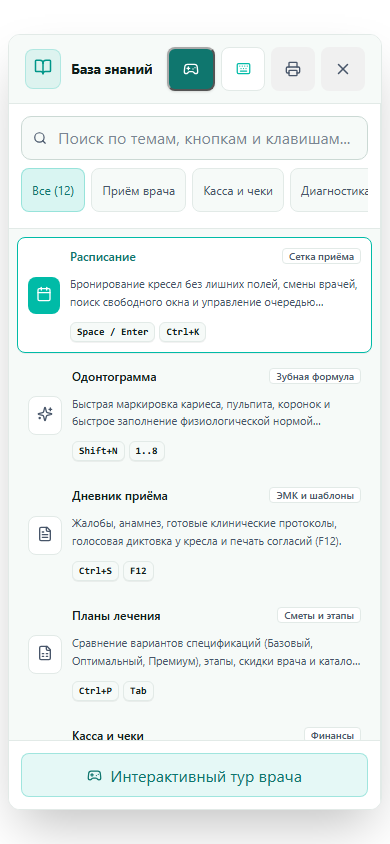 База знаний
Поиск по темам, кнопкам и клавишам...
Все (12)
Приём врача
Касса и чеки
Диагностика
Расписание
Сетка приёма
Бронирование кресел без лишних полей, смены врачей,
поиск свободного окна и управление очередью...
Space / Enter
Ctrl+K
Одонтограмма
Зубная формула
Быстрая маркировка кариеса, пульпита, коронок и
быстрое заполнение физиологической нормой...
Shift+N
1..8
Дневник приёма
ЭМК и шаблоны
Жалобы, анамнез, готовые клинические протоколы,
голосовая диктовка у кресла и печать согласий (F12).
Ctrl+S
F12
Планы лечения
Сметы и этапы
Сравнение вариантов спецификаций (Базовый,
Оптимальный, Премиум), этапы, скидки врача и катало...
Ctrl+P
Tab
Касса и чеки
Финансы
Интерактивный тур врача